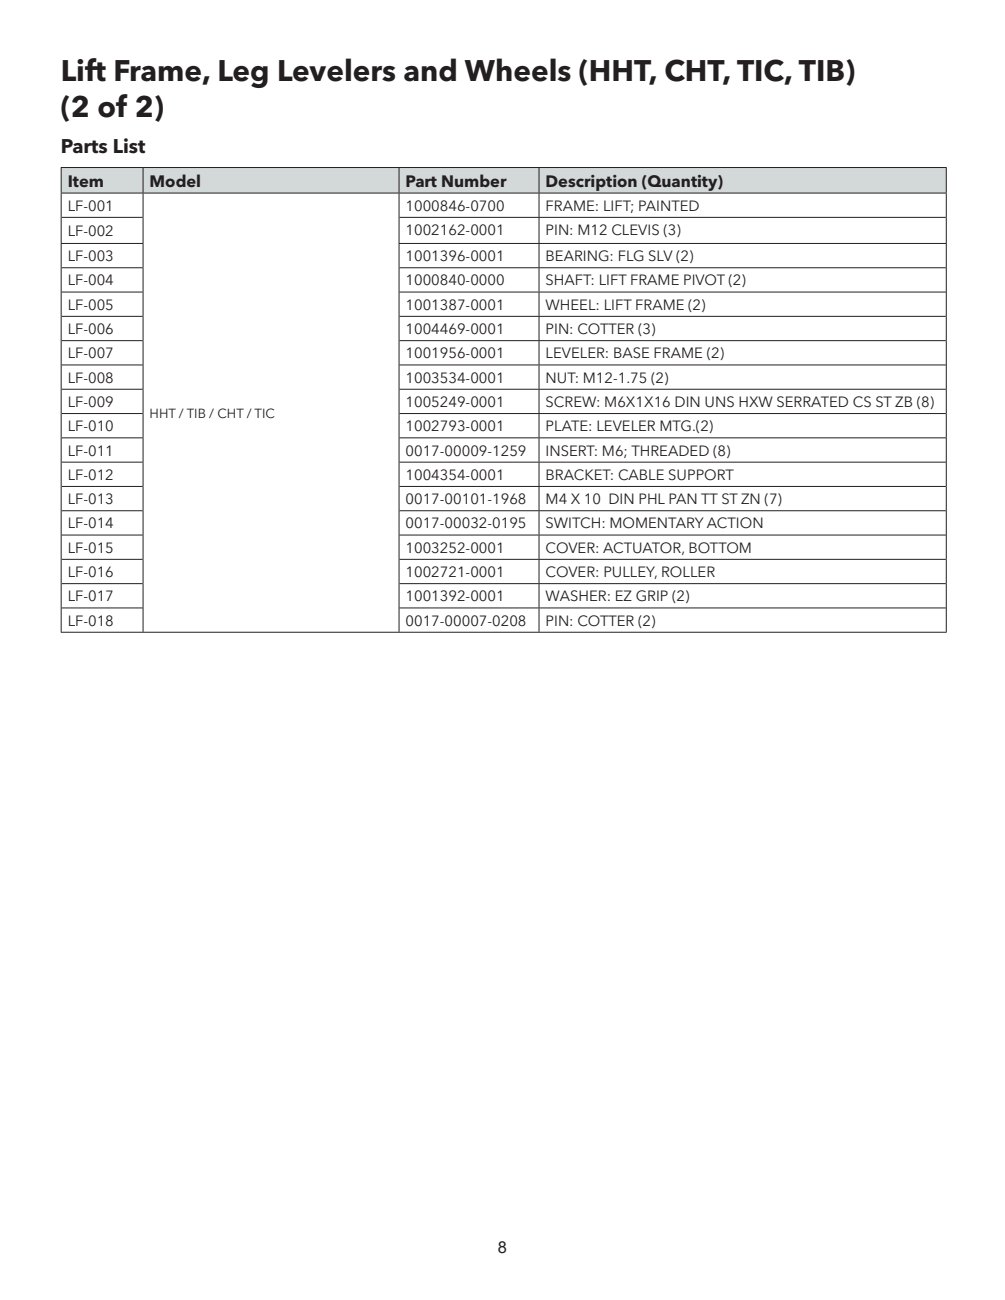 Lift Frame, Leg Levelers and Wheels (HHT, CHT, TIC, TIB)
(2 of 2)
Parts List
Item Model Part Number Description (Quantity)
LF-001 1000846-0700 FRAME: LIFT; PAINTED
LF-002 1002162-0001 PIN: M12 CLEVIS (3)
LF-003 1001396-0001 BEARING: FLG SLV (2)
LF-004 1000840-0000 SHAFT: LIFT FRAME PIVOT (2)
LF-005 1001387-0001 WHEEL: LIFT FRAME (2)
LF-006 1004469-0001 PIN: COTTER (3)
LF-007 1001956-0001 LEVELER: BASE FRAME (2)
LF-008 1003534-0001 NUT: M12-1.75 (2)
LF-009 1005249-0001 SCREW: M6X1X16 DIN UNS HXW SERRATED CS ST ZB (8)
HHT / TIB / CHT / TIC
LF-010 1002793-0001 PLATE: LEVELER MTG.(2)
LF-011 0017-00009-1259 INSERT: M6; THREADED (8)
LF-012 1004354-0001 BRACKET: CABLE SUPPORT
LF-013 0017-00101-1968 M4 X 10  DIN PHL PAN TT ST ZN (7)
LF-014 0017-00032-0195 SWITCH: MOMENTARY ACTION
LF-015 1003252-0001 COVER: ACTUATOR, BOTTOM
LF-016 1002721-0001 COVER: PULLEY, ROLLER
LF-017 1001392-0001 WASHER: EZ GRIP (2)
LF-018 0017-00007-0208 PIN: COTTER (2)
8